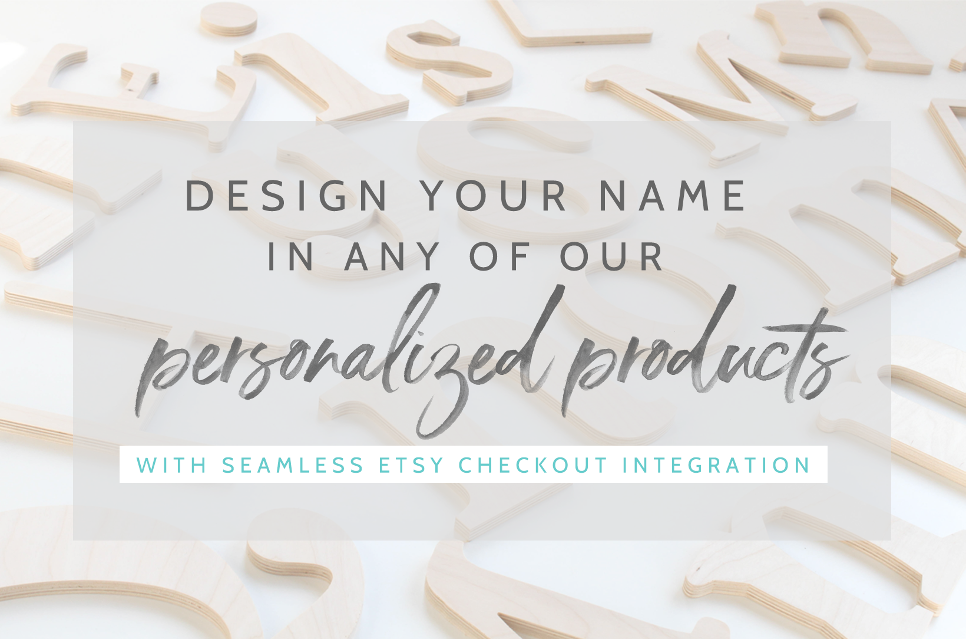 DESIGN YOUR NAME
IN ANY OF OUR
personalized products
WITH SEAMLESS ETSY CHECKOUT INTEGRATION